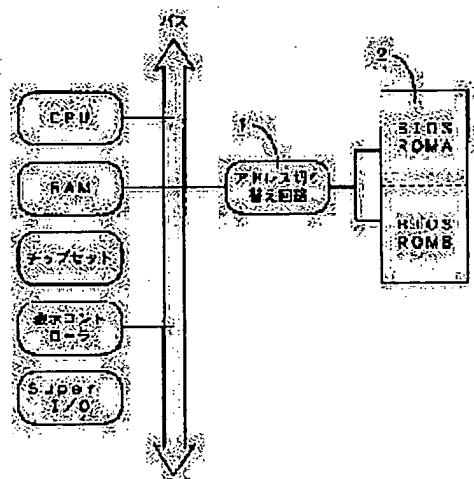 バス
CPU
RAM
チップセット
表示コント
ローラ
Super
I/O
1
アドレス切り
替え回路
2
BIOS
ROMA
BIOS
ROMB